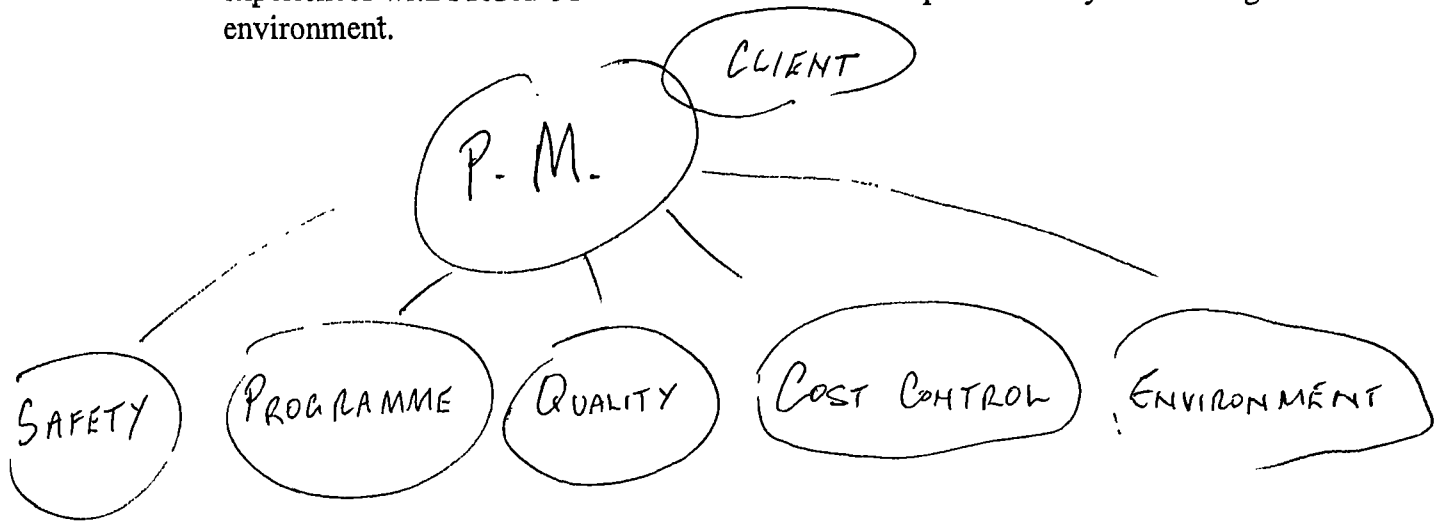 environment.
CLIENT
P. M.
SAFETY
PROGRAMME
QUALITY
COST CONTROL
ENVIRONMENT